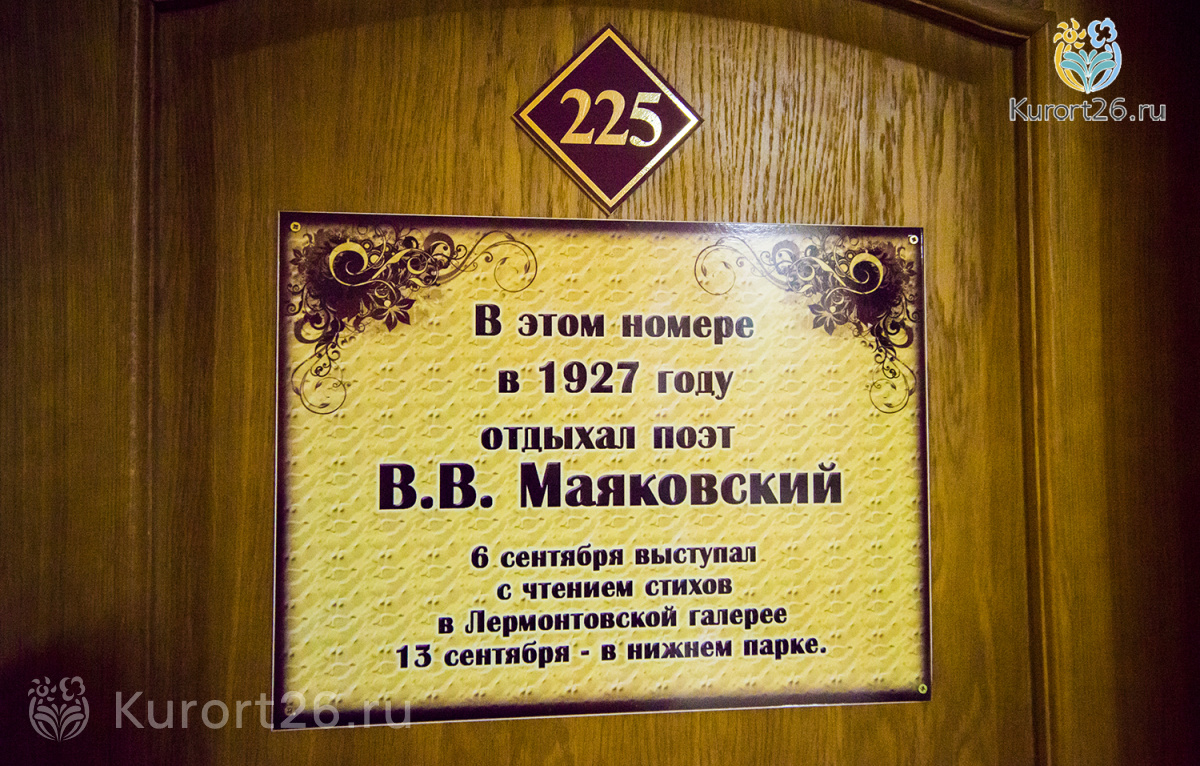 225
Kurort26.ru
В этом номере
в 1927 году
отдыхал поэт
В.В. Маяковский
6 сентября выступал
с чтением стихов
в Лермонтовской галерее
13 сентября - в нижнем парке.
Kurort26.ru